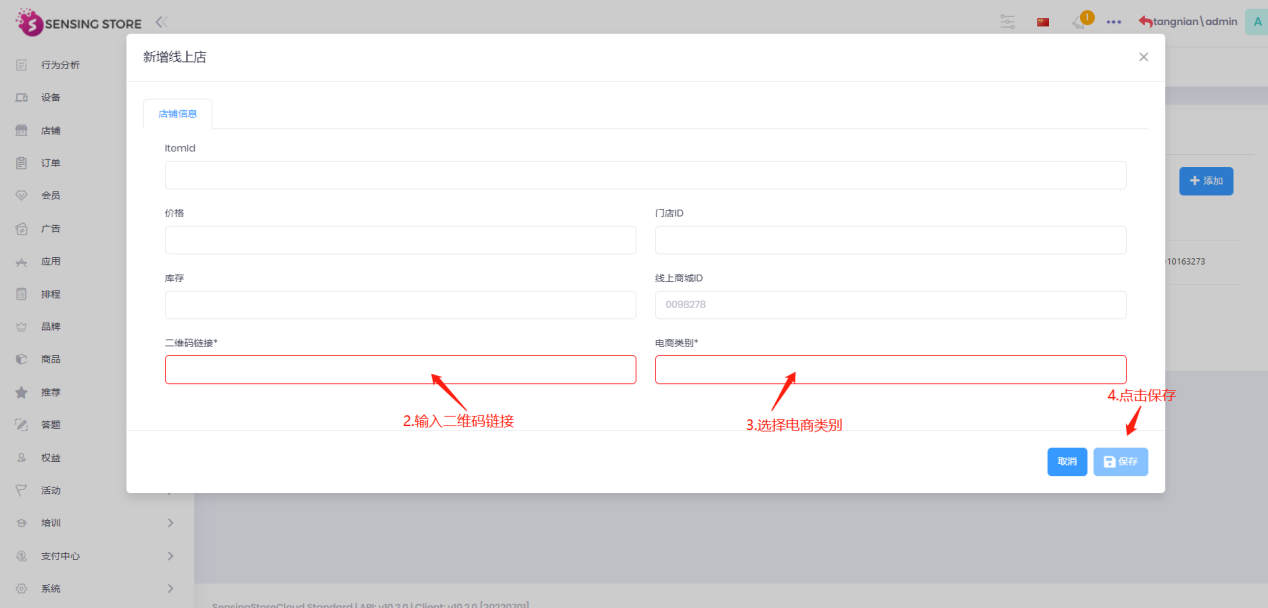 SENSING STORE
1
tangnian\admin
A
行为分析
设备
店铺
订单
会员
广告
应用
排程
品牌
商品
推荐
答题
权益
活动
培训
支付中心
系统
新增线上店
店铺信息
ItemId
价格
门店ID
库存
线上商城ID
0098278
二维码链接*
电商类别*
2.输入二维码链接
3.选择电商类别
4.点击保存
取消
保存
添加
10163273
SensingStoreCloud Standard | API: v10.2.0 | Client: v10.2.0 [20220701]